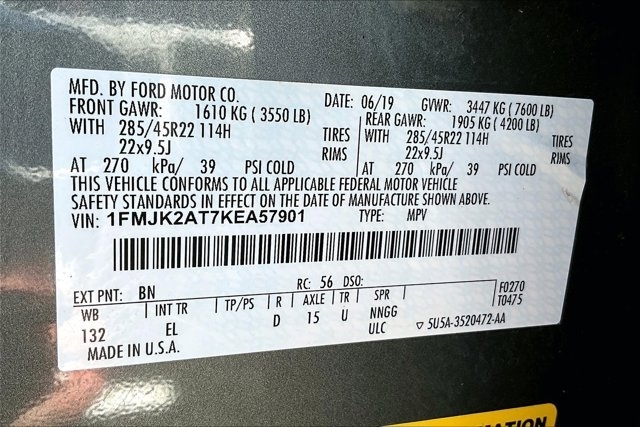 MFD. BY FORD MOTOR CO. DATE: 06/19 GVWR: 3447 KG ( 7600 LB)
FRONT GAWR: 1610 KG ( 3550 LB) REAR GAWR: 1905 KG ( 4200 LB)
WITH 285/45R22 114H TIRES WITH 285/45R22 114H TIRES
22x9.5J RIMS 22x9.5J RIMS
AT 270 kPa/ 39 PSI COLD AT 270 kPa/ 39 PSI COLD
THIS VEHICLE CONFORMS TO ALL APPLICABLE FEDERAL MOTOR VEHICLE
SAFETY STANDARDS IN EFFECT ON THE DATE OF MANUFACTURE SHOWN ABOVE.
VIN: 1FMJK2AT7KEA57901 TYPE: MPV
EXT PNT: BN RC: 56 DSO: F0270
WB INT TR TP/PS R AXLE TR SPR T0475
132 EL D 15 U NNGG
ULC ▽ 5U5A-3520472-AA
MADE IN U.S.A.